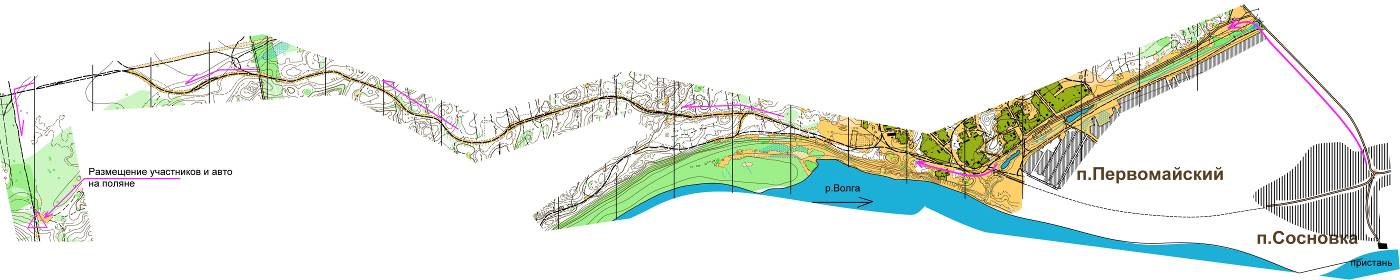 Размещение участников и авто
на поляне
р.Волга
п.Первомайский
п.Сосновка
пристань